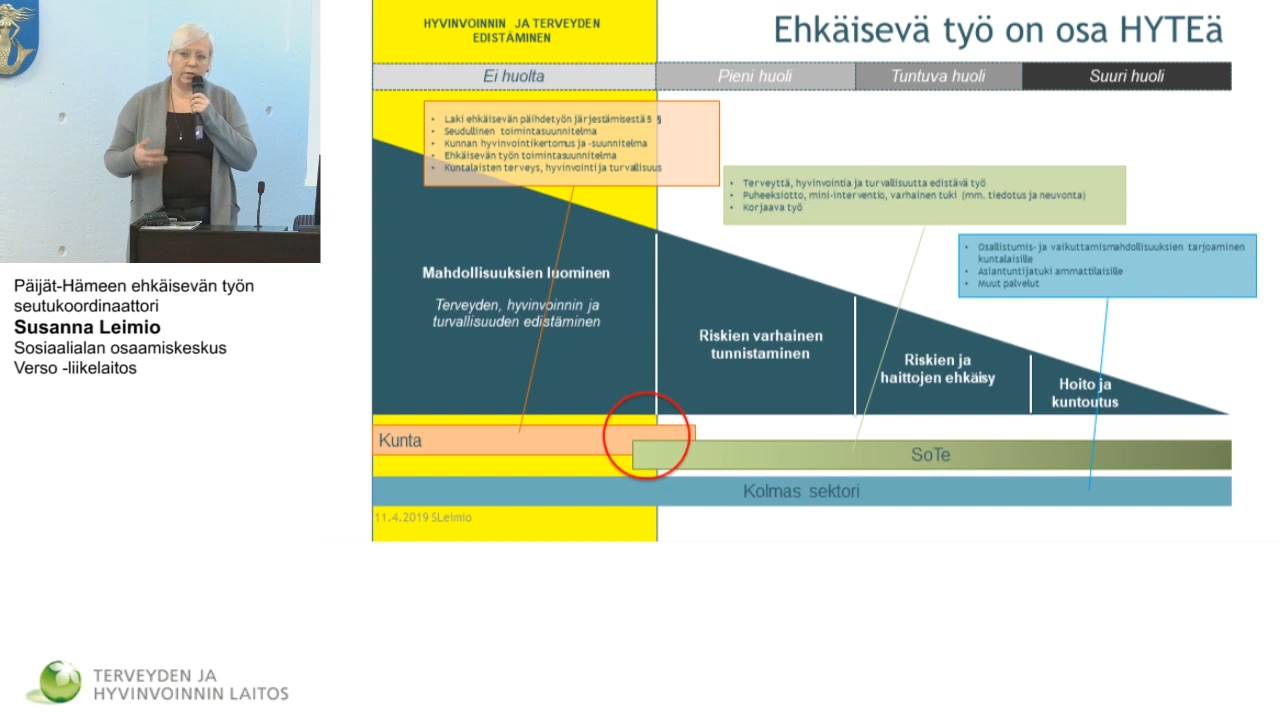 Päijät-Hämeen ehkäisevän työn
seutukoordinaattori
Susanna Leimio
Sosiaalialan osaamiskeskus
Verso -liikelaitos
HYVINVOINNIN JA TERVEYDEN
EDISTÄMINEN
Ehkäisevä työ on osa HYTEä
Ei huolta
Pieni huoli
Tuntuva huoli
Suuri huoli
• Laki ehkäisevän päihdetyön järjestämisestä 5 §
• Seudullinen toimintasuunnitelma
• Kunnan hyvinvointikertomus ja -suunnitelma
• Ehkäisevän työn toimintasuunnitelma
• Kuntalaisten terveys, hyvinvointi ja turvallisuus
• Terveyttä, hyvinvointia ja turvallisuutta edistävä työ
• Puheeksiotto, mini-interventio, varhainen tuki (mm. tiedotus ja neuvonta)
• Korjaava työ
• Osallistumis- ja vaikuttamismahdollisuuksien tarjoaminen
kuntalaisille
• Asiantuntijatuki ammattilaisille
• Muut palvelut
Mahdollisuuksien luominen
Terveyden, hyvinvoinnin ja
turvallisuuden edistäminen
Riskien varhainen
tunnistaminen
Riskien ja
haittojen ehkäisy
Hoito ja
kuntoutus
Kunta
SoTe
Kolmas sektori
11.4.2019 SLeimio
TERVEYDEN JA
HYVINVOINNIN LAITOS